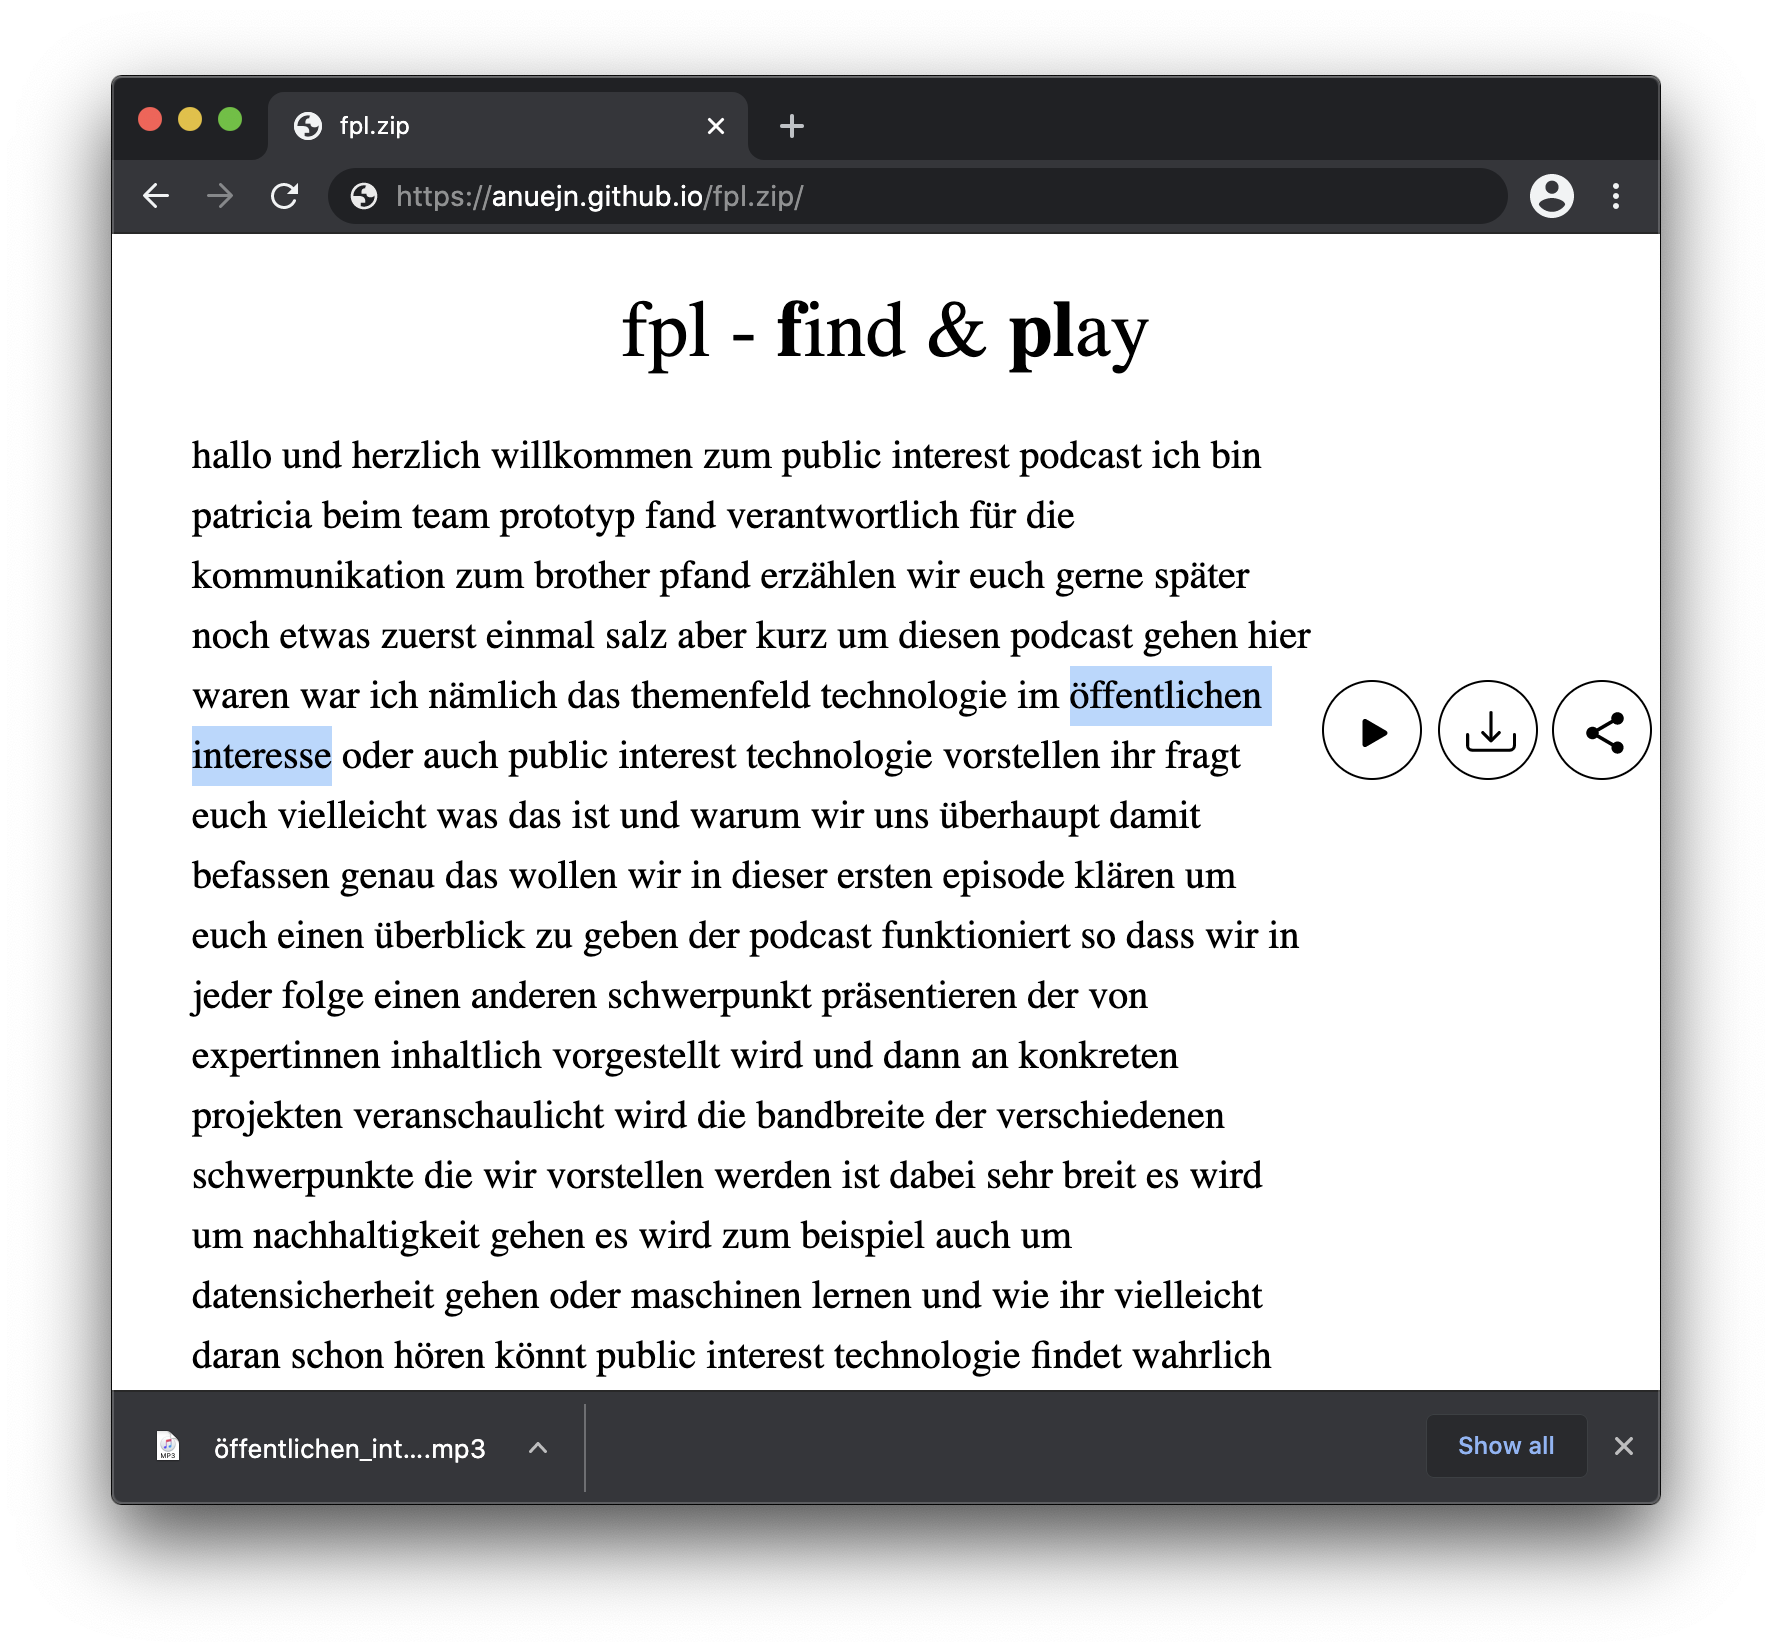 fpl.zip
https://anuejn.github.io/fpl.zip/
fpl - find & play
hallo und herzlich willkommen zum public interest podcast ich bin
patricia beim team prototyp fand verantwortlich für die
kommunikation zum brother pfand erzählen wir euch gerne später
noch etwas zuerst einmal salz aber kurz um diesen podcast gehen hier
waren war ich nämlich das themenfeld technologie im öffentlichen
interesse oder auch public interest technologie vorstellen ihr fragt
euch vielleicht was das ist und warum wir uns überhaupt damit
befassen genau das wollen wir in dieser ersten episode klären um
euch einen überblick zu geben der podcast funktioniert so dass wir in
jeder folge einen anderen schwerpunkt präsentieren der von
expertinnen inhaltlich vorgestellt wird und dann an konkreten
projekten veranschaulicht wird die bandbreite der verschiedenen
schwerpunkte die wir vorstellen werden ist dabei sehr breit es wird
um nachhaltigkeit gehen es wird zum beispiel auch um
datensicherheit gehen oder maschinen lernen und wie ihr vielleicht
daran schon hören könnt public interest technologie findet wahrlich
MP3
öffentlichen_int....mp3
Show all